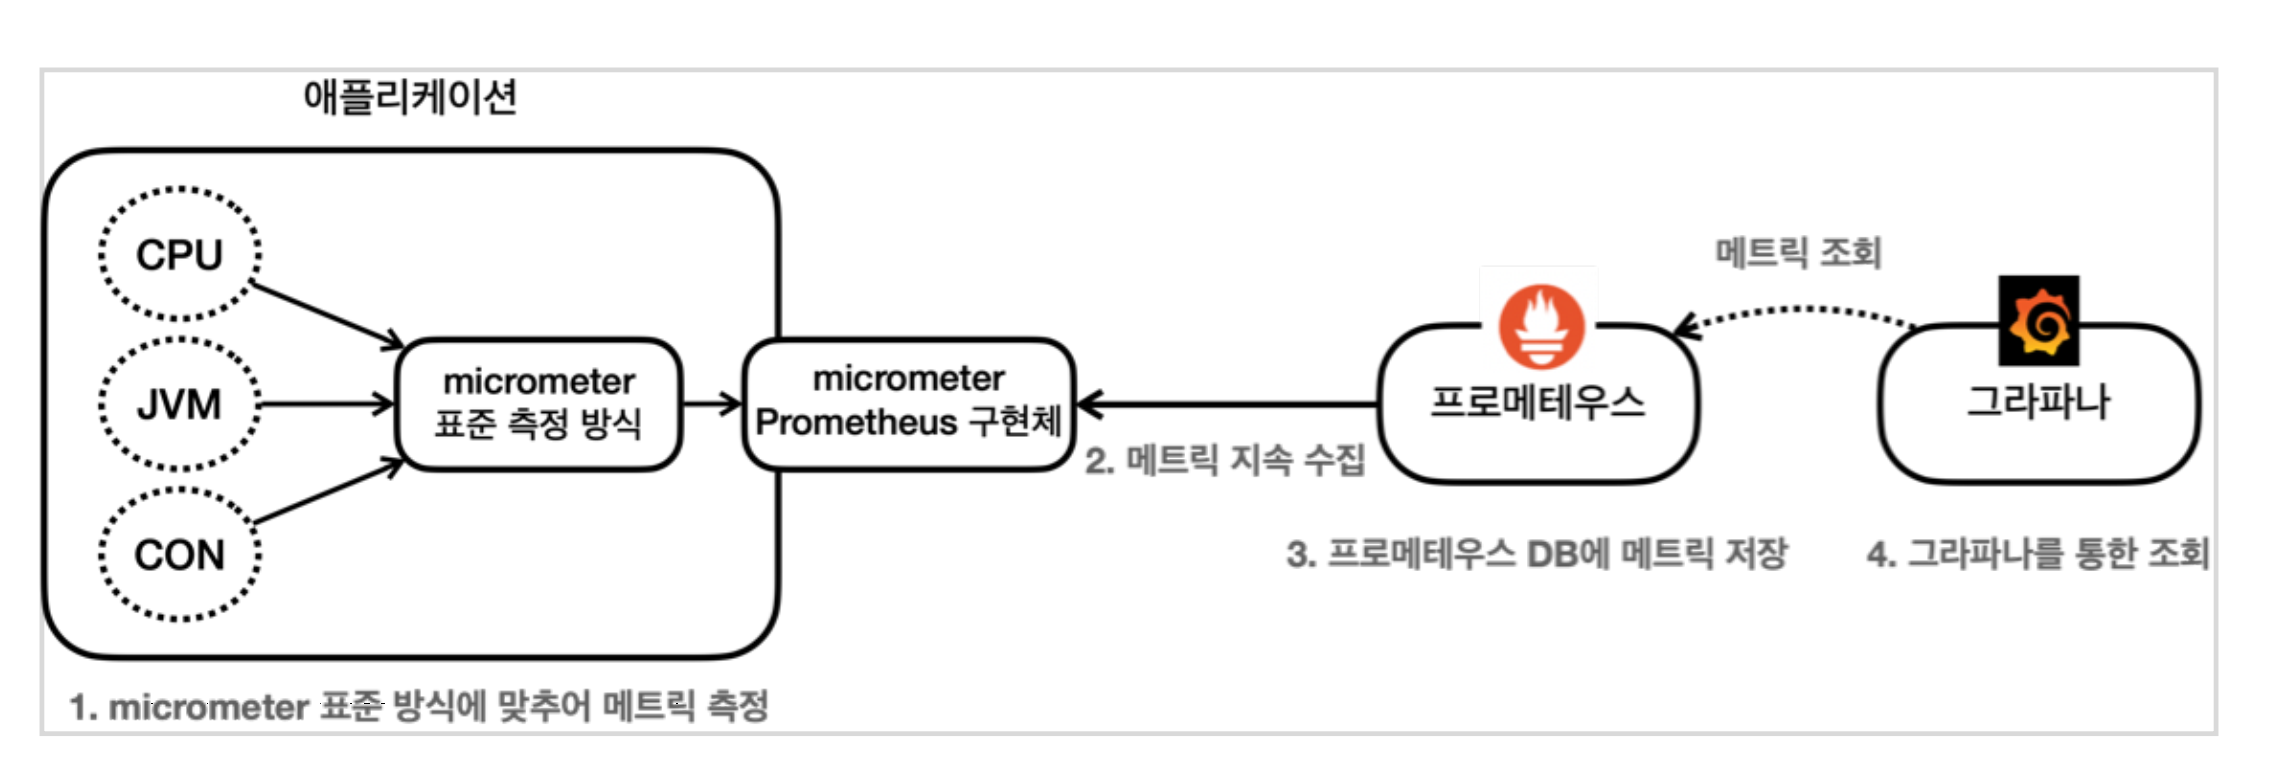 애플리케이션
CPU
JVM
CON
micrometer
표준 측정 방식
micrometer
Prometheus 구현체
2. 메트릭 지속 수집
프로메테우스
메트릭 조회
그라파나
3. 프로메테우스 DB에 메트릭 저장
4. 그라파나를 통한 조회
1. micrometer 표준 방식에 맞추어 메트릭 측정